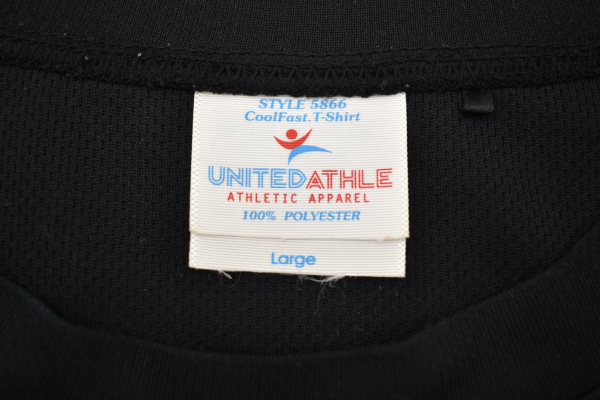 STYLE 5866
CoolFast.T-Shirt
UNITEDATHLE
ATHLETIC APPAREL
100% POLYESTER
Large